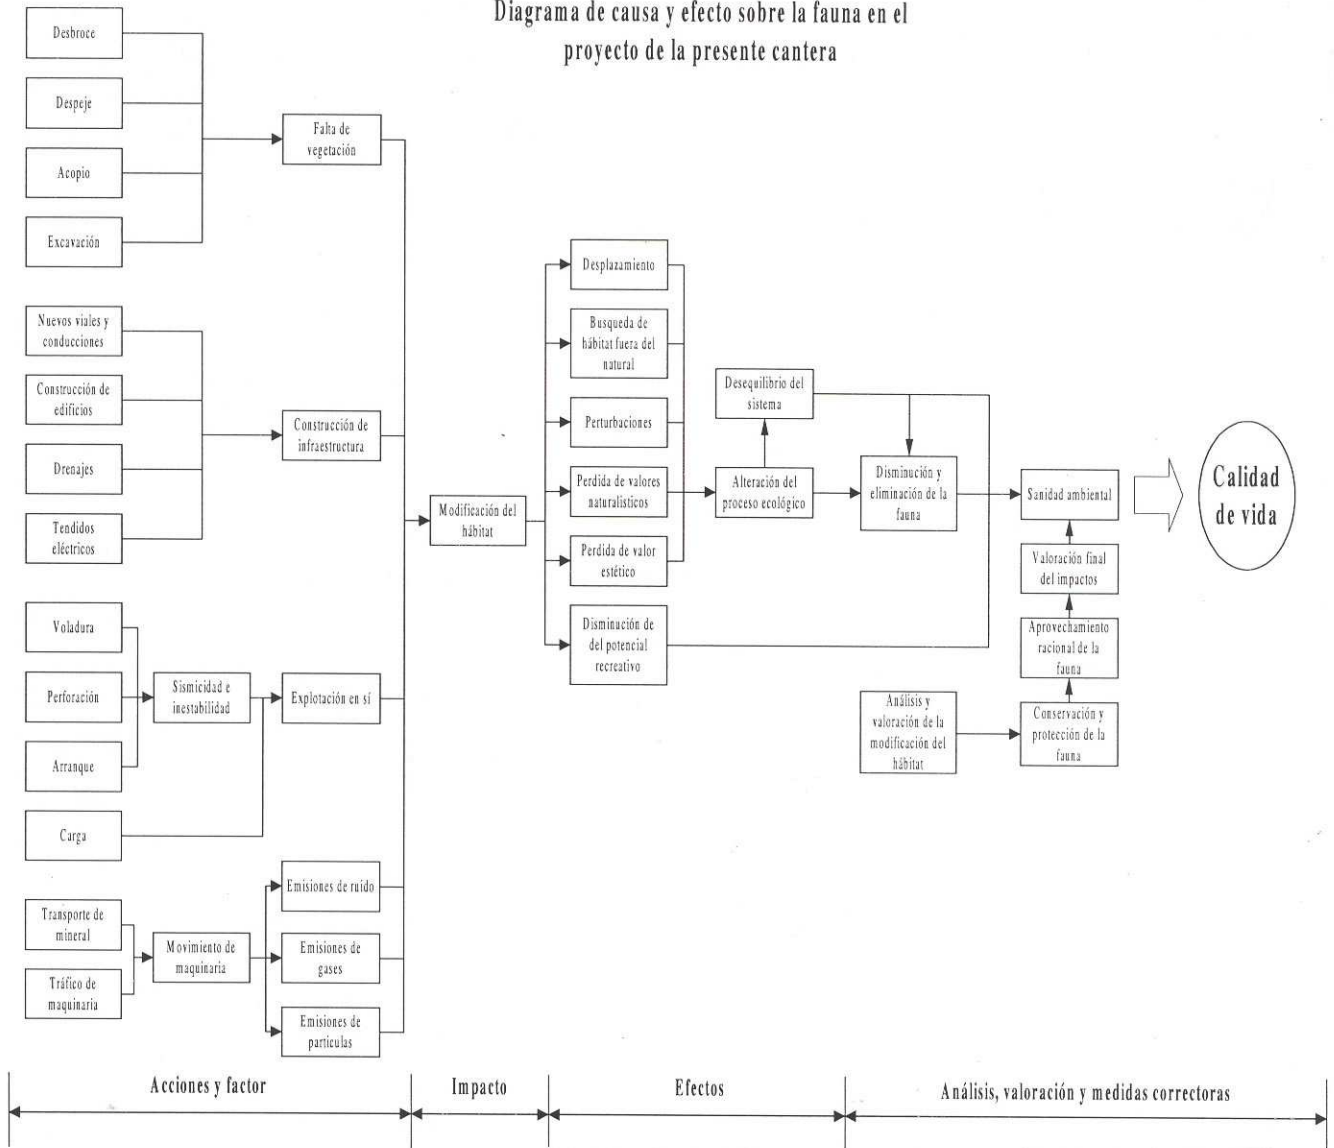 Diagrama de causa y efecto sobre la fauna en el
proyecto de la presente cantera
Desbroce
Despeje
Acopio
Excavación
Falta de
vegetación
Nuevos viales y
conducciones
Construcción de
edificios
Drenajes
Tendidos
eléctricos
Construcción de
infraestructura
Voladura
Perforación
Arranque
Carga
Sismicidad e
inestabilidad
Explotación en sí
Transporte de
mineral
Tráfico de
maquinaria
Movimiento de
maquinaria
Emisiones de ruído
Emisiones de
gases
Emisiones de
particulas
Modificación del
hábitat
Desplazamiento
Busqueda de
hábitat fuera del
natural
Perturbaciones
Perdida de valores
naturalisticos
Perdida de valor
estético
Disminución de
del potencial
recreativo
Desequilibrio del
sistema
Alteración del
proceso ecológico
Disminución y
eliminación de la
fauna
Análisis y
valoración de la
modificación del
hábitat
Sanidad ambiental
Valoración final
del impactos
Aprovechamiento
racional de la
fauna
Conservación y
protección de la
fauna
Calidad
de vida
Acciones y factor
Impacto
Efectos
Análisis, valoración y medidas correctoras